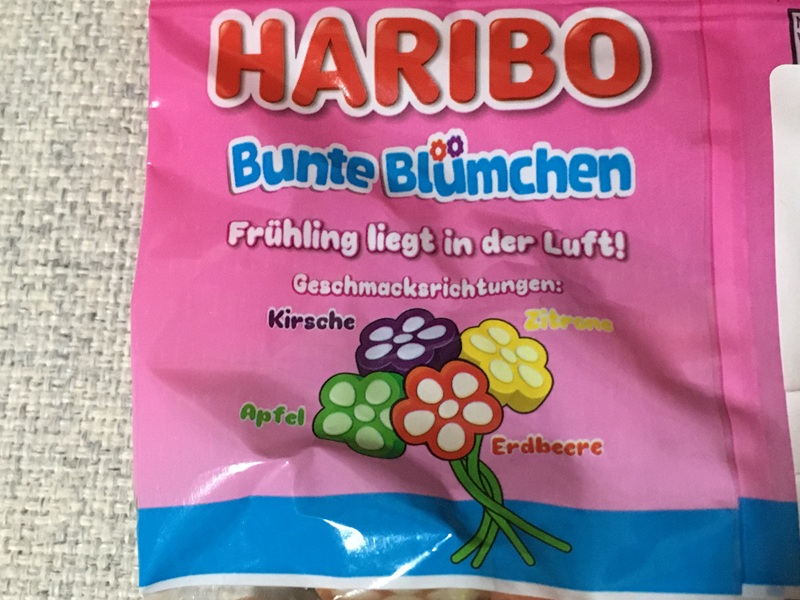 HARIBO
Bunte Blümchen
Frühling liegt in der Luft!
Geschmacksrichtungen:
Kirsche
Zitrone
Apfel
Erdbeere